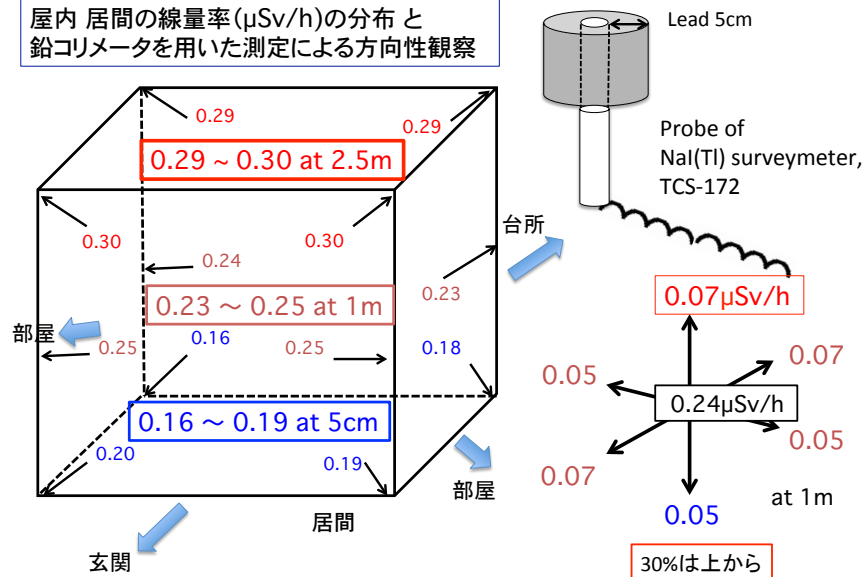 屋内 居間の線量率(μSv/h)の分布 と
鉛コリメータを用いた測定による方向性観察
Lead 5cm
Probe of
NaI(Tl) surveymeter,
TCS-172
0.29
0.29
0.29 ~ 0.30 at 2.5m
0.30
0.30
台所
0.24
0.23 ~ 0.25 at 1m
0.23
部屋
0.25
0.16
0.25
0.18
0.16 ~ 0.19 at 5cm
0.20
0.19
部屋
居間
玄関
0.07μSv/h
0.07
0.05
0.24μSv/h
0.05
0.07
0.05
at 1m
30%は上から